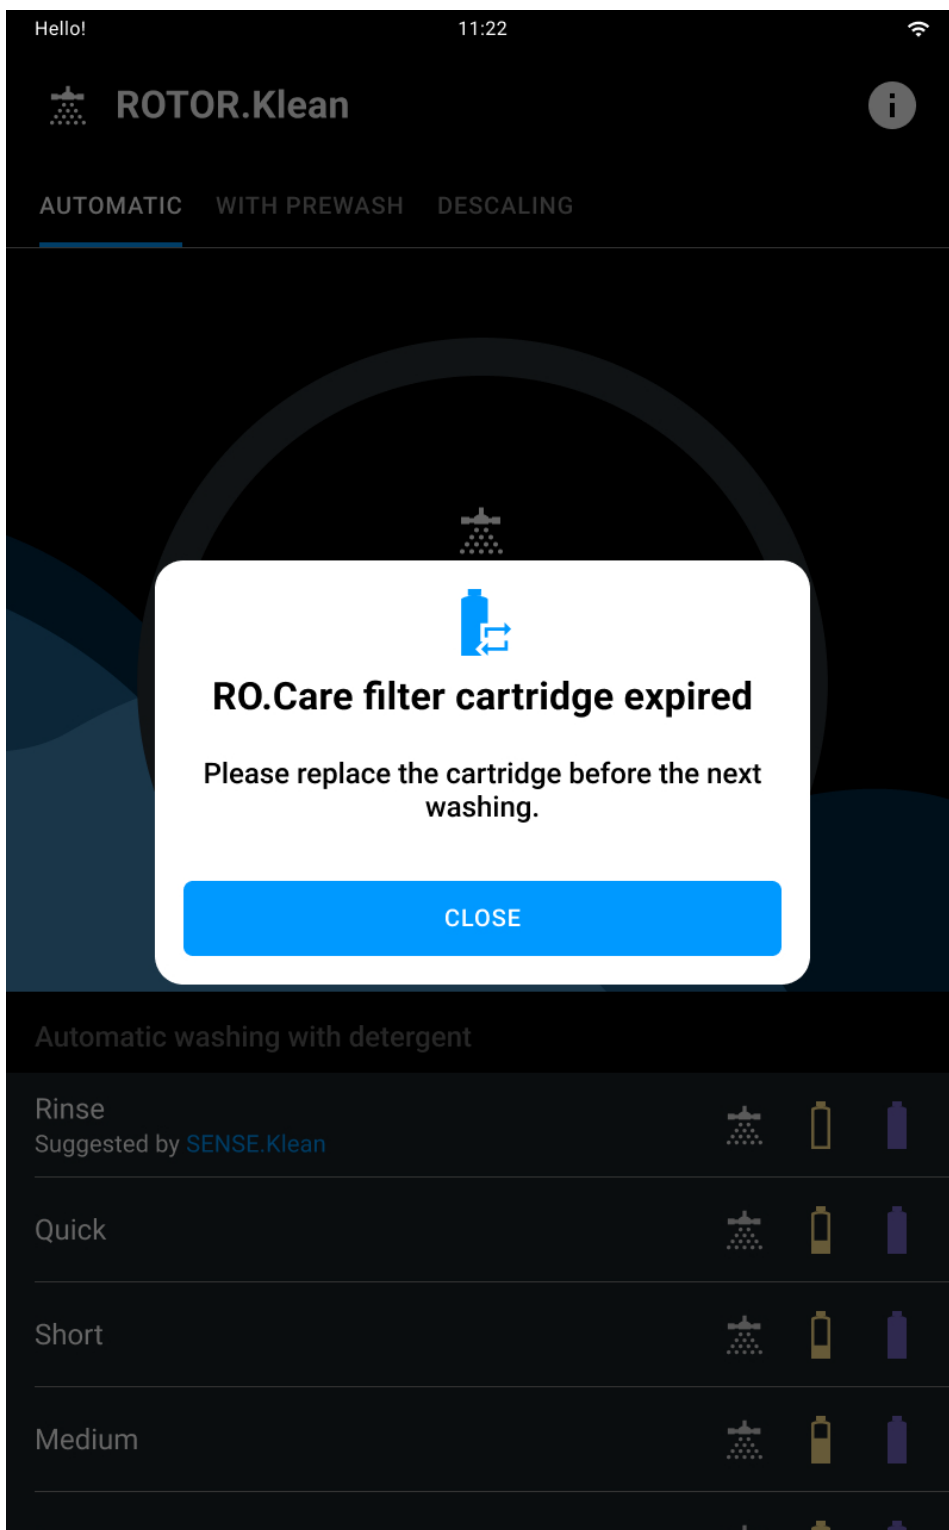 Hello!
11:22
ROTOR.Klean
AUTOMATIC
WITH PREWASH
DESCALING
RO.Care filter cartridge expired
Please replace the cartridge before the next
washing.
CLOSE
Automatic washing with detergent
Rinse
Suggested by SENSE.Klean
Quick
Short
Medium